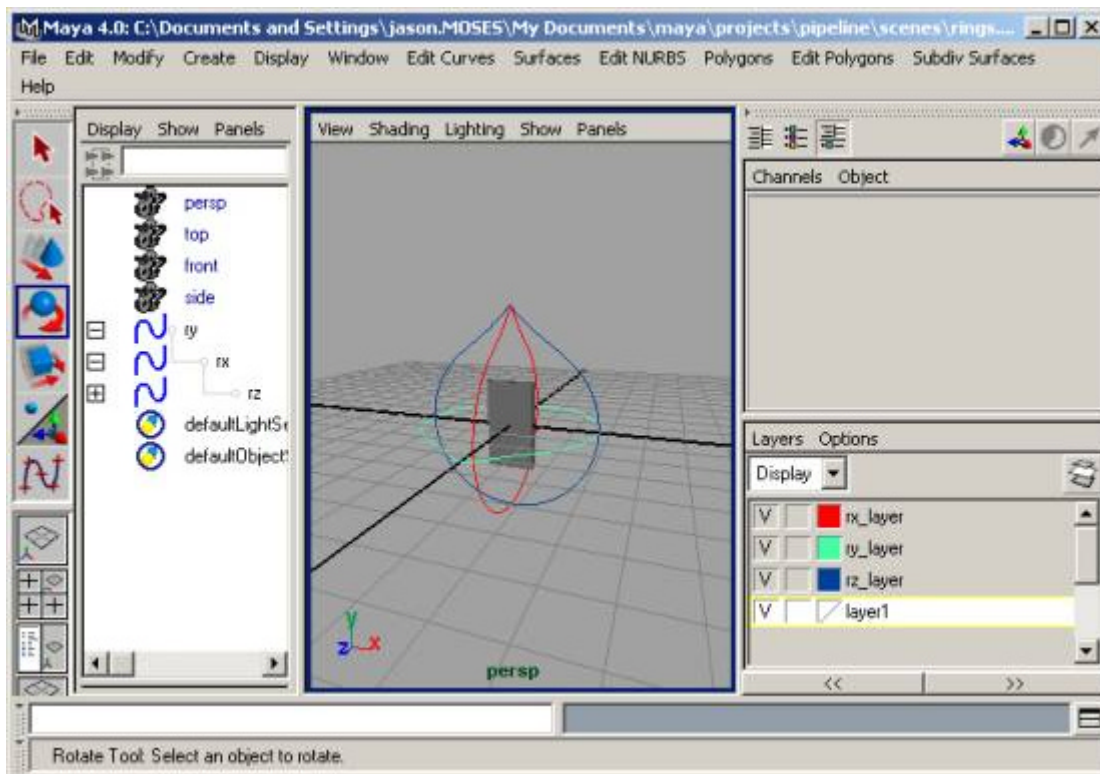 Maya 4.0: C:\Documents and Settings\jason.MOSES\My Documents\maya\projects\pipeline\scenes\rings....
File Edit Modify Create Display Window Edit Curves Surfaces Edit NURBS Polygons Edit Polygons Subdiv Surfaces
Help
Display Show Panels
persp
top
front
side
ry
rx
rz
defaultLightSe
defaultObjectS
View Shading Lighting Show Panels
y
z x
persp
Channels Object
Layers Options
Display
V rx_layer
V ry_layer
V rz_layer
V layer1
<< >>
Rotate Tool: Select an object to rotate.